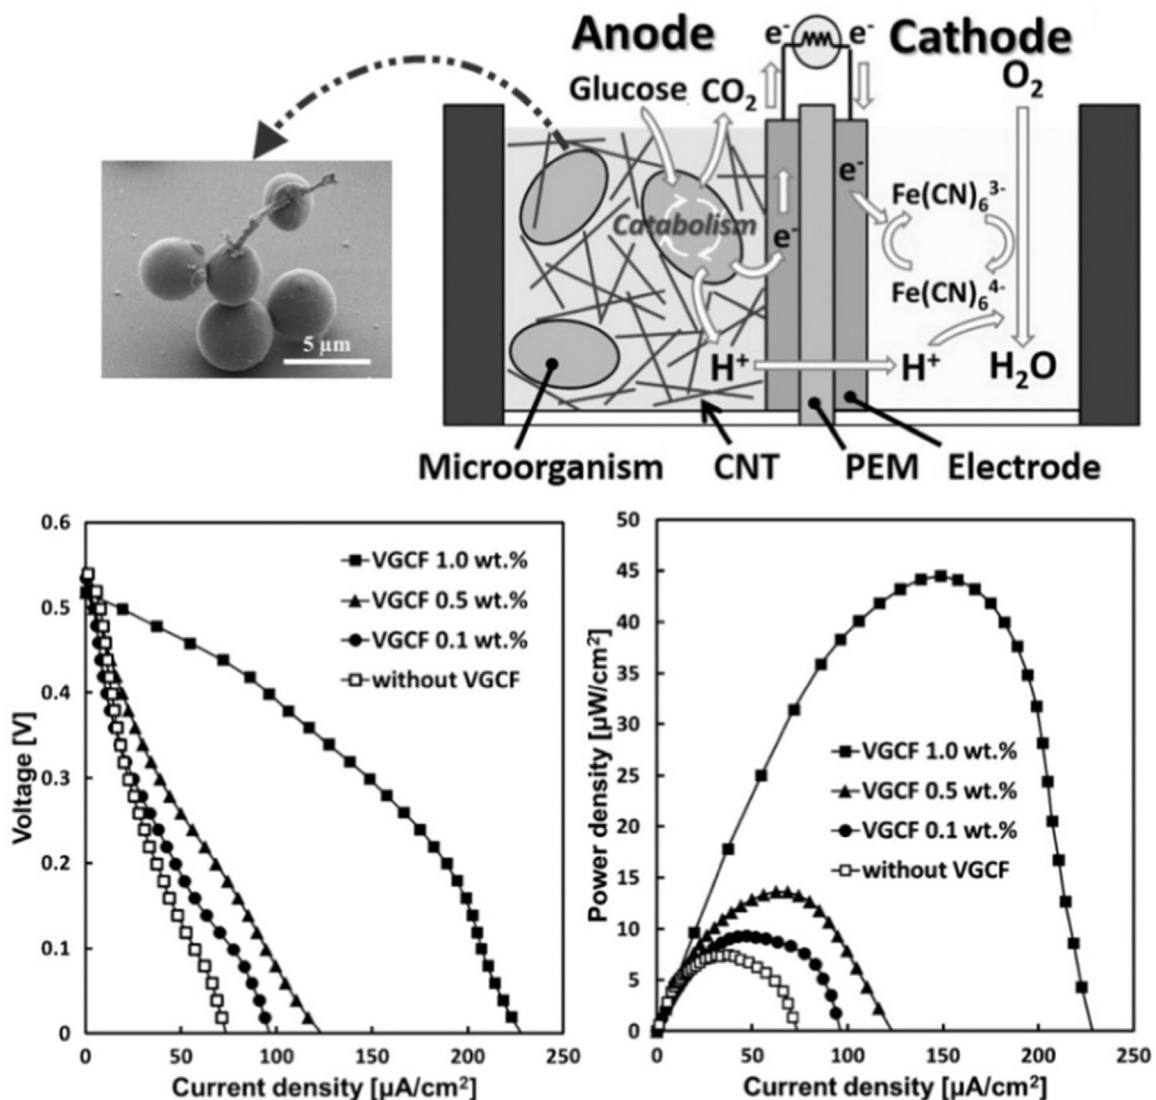 Anode
Cathode
e⁻
e⁻
Glucose
CO₂
O₂
e⁻
Fe(CN)₆³⁻
Catabolism
e⁻
Fe(CN)₆⁴⁻
5 µm
H⁺
H⁺
H₂O
Microorganism
CNT
PEM
Electrode
0.6
0.5
0.4
0.3
0.2
0.1
0
Voltage [V]
VGCF 1.0 wt.%
VGCF 0.5 wt.%
VGCF 0.1 wt.%
without VGCF
0 50 100 150 200 250
Current density [µA/cm²]
50
45
40
35
30
25
20
15
10
5
0
Power density [µW/cm²]
VGCF 1.0 wt.%
VGCF 0.5 wt.%
VGCF 0.1 wt.%
without VGCF
0 50 100 150 200 250
Current density [µA/cm²]